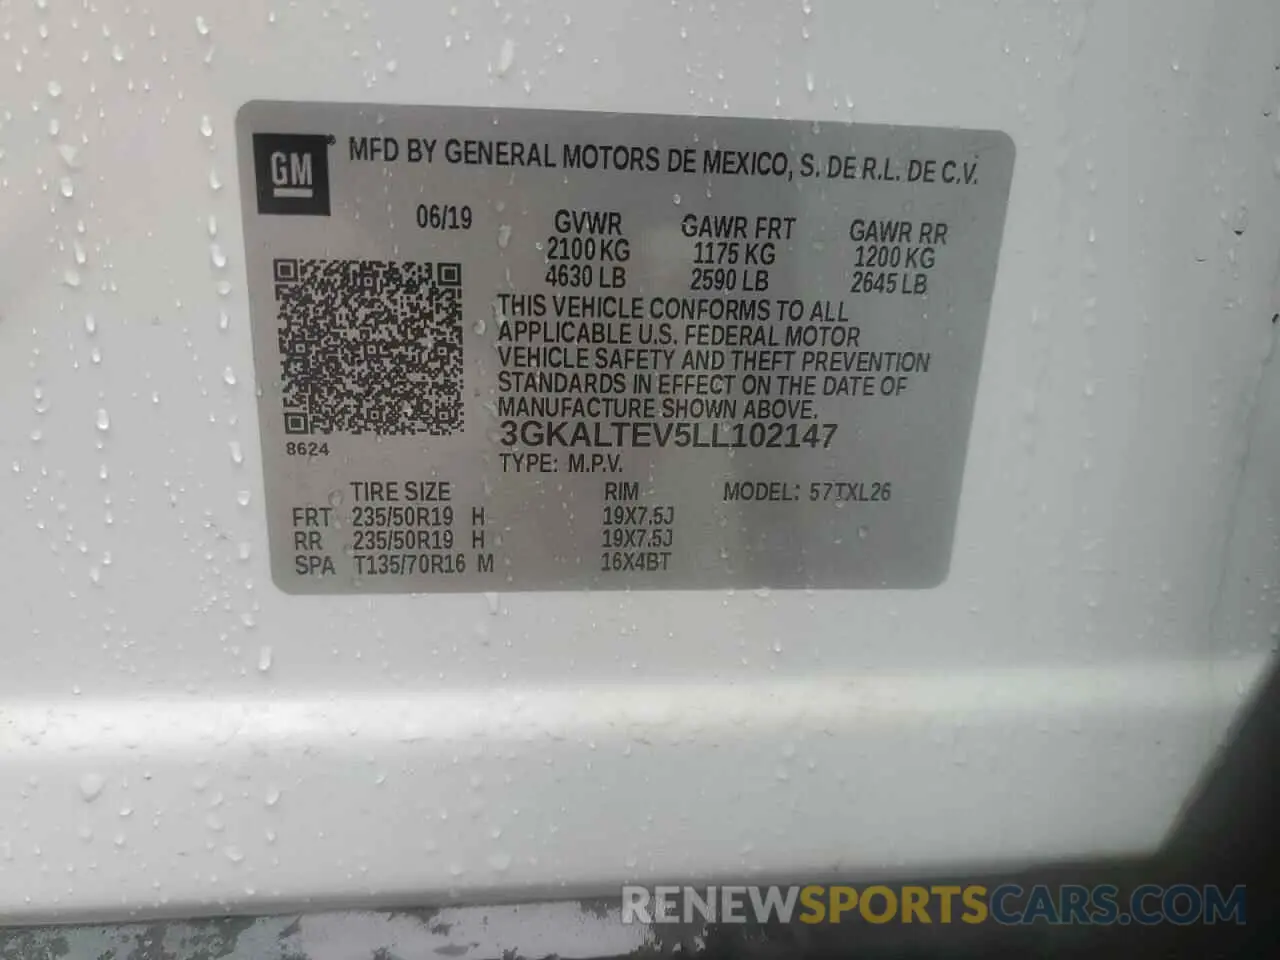 GM® MFD BY GENERAL MOTORS DE MEXICO, S. DE R.L. DE C.V.
06/19 GVWR GAWR FRT GAWR RR
2100 KG 1175 KG 1200 KG
4630 LB 2590 LB 2645 LB
THIS VEHICLE CONFORMS TO ALL
APPLICABLE U.S. FEDERAL MOTOR
VEHICLE SAFETY AND THEFT PREVENTION
STANDARDS IN EFFECT ON THE DATE OF
MANUFACTURE SHOWN ABOVE.
3GKALTEV5LL102147
8624
TYPE: M.P.V.
TIRE SIZE RIM MODEL: 57TXL26
FRT 235/50R19 H 19X7.5J
RR 235/50R19 H 19X7.5J
SPA T135/70R16 M 16X4BT
RENEWSPORTSCARS.COM